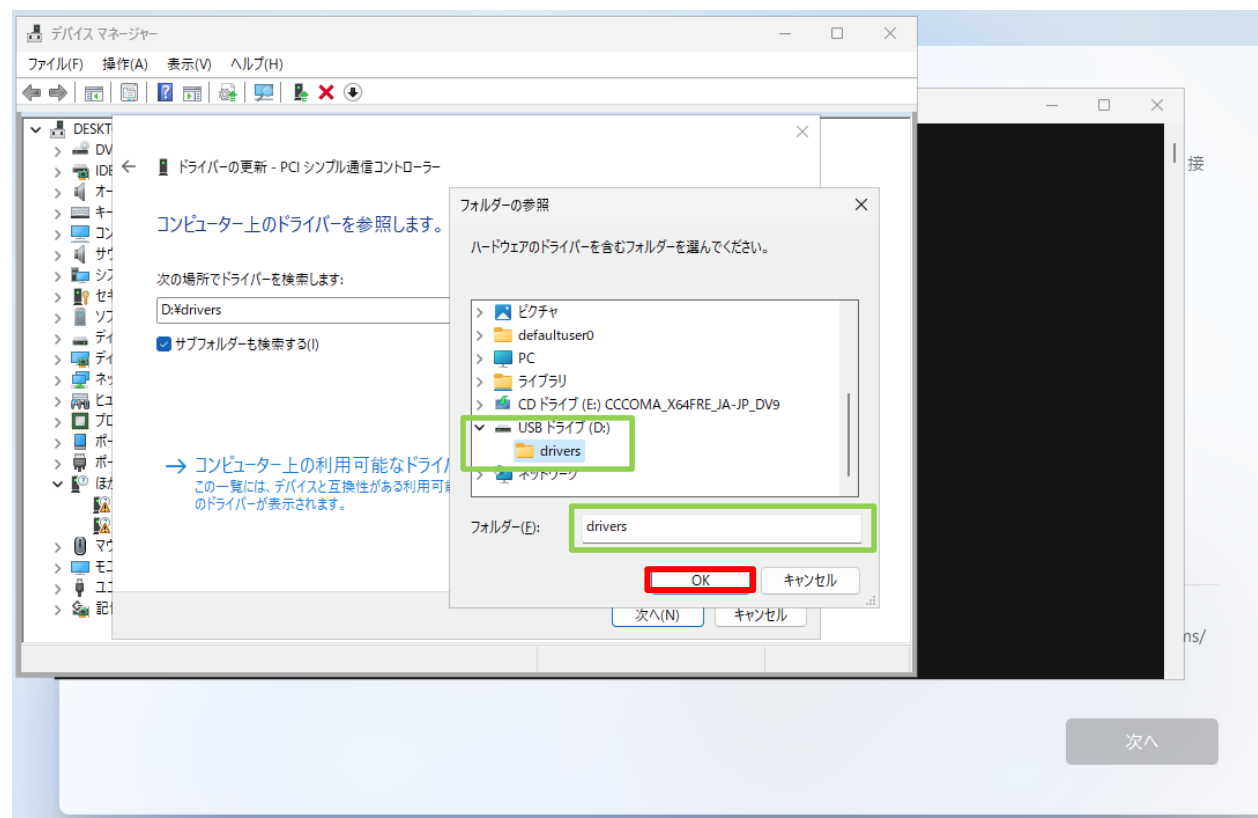 デバイス マネージャー
ファイル(F) 操作(A) 表示(V) ヘルプ(H)
DESKT
DV
IDE
オー
キー
コン
サウ
シス
セキ
ソフ
ディ
ディ
ネッ
ヒュ
プロ
ポー
ポー
ほか
マウ
モニ
ユニ
記憶
ドライバーの更新 - PCI シンプル通信コントローラー
コンピューター上のドライバーを参照します。
次の場所でドライバーを検索します:
D:¥drivers
サブフォルダーも検索する(I)
→ コンピューター上の利用可能なドライ
この一覧には、デバイスと互換性がある利用可能
のドライバーが表示されます。
次へ(N) キャンセル
フォルダーの参照
ハードウェアのドライバーを含むフォルダーを選んでください。
ピクチャ
defaultuser0
PC
ライブラリ
CD ドライブ (E:) CCCOMA_X64FRE_JA-JP_DV9
USB ドライブ (D:)
drivers
ネットワーク
フォルダー(F):
drivers
OK キャンセル
接
ms/
次へ